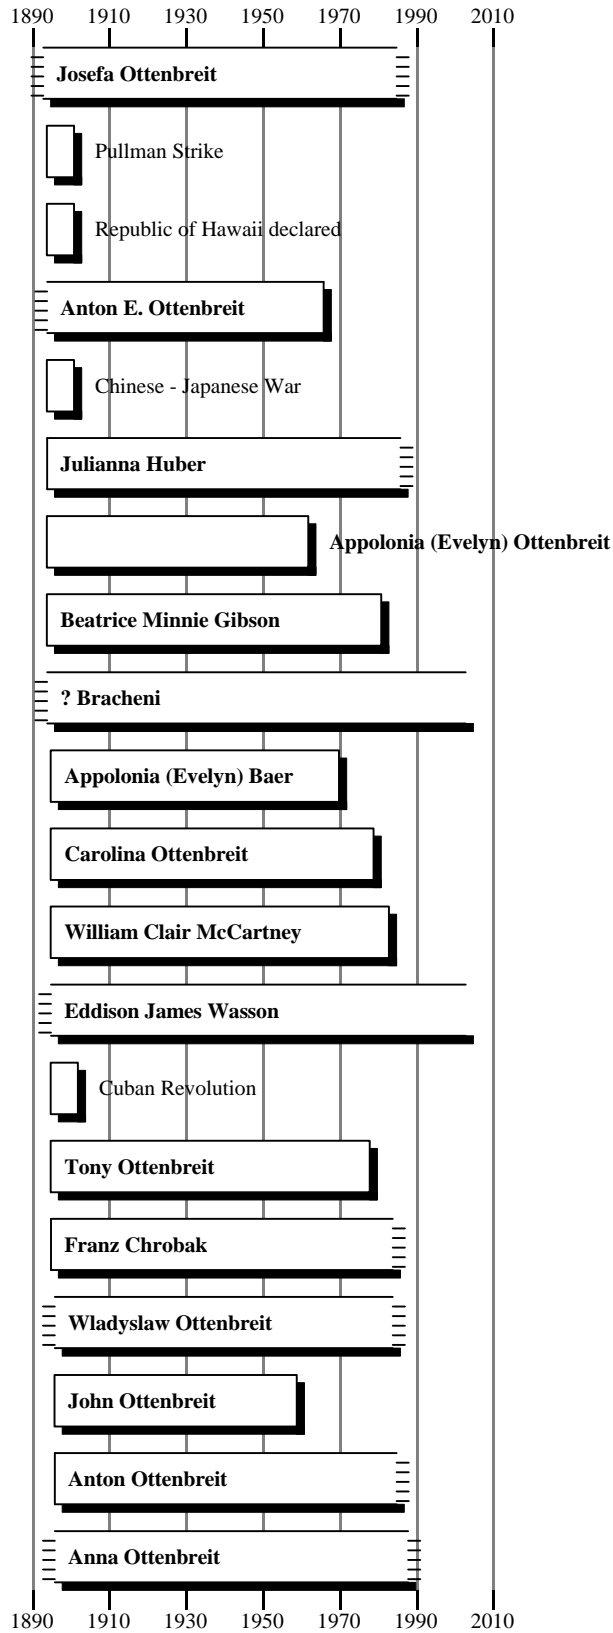 1890 1910 1930 1950 1970 1990 2010
Josefa Ottenbreit
Pullman Strike
Republic of Hawaii declared
Anton E. Ottenbreit
Chinese - Japanese War
Julianna Huber
Appolonia (Evelyn) Ottenbreit
Beatrice Minnie Gibson
? Bracheni
Appolonia (Evelyn) Baer
Carolina Ottenbreit
William Clair McCartney
Eddison James Wasson
Cuban Revolution
Tony Ottenbreit
Franz Chrobak
Wladyslaw Ottenbreit
John Ottenbreit
Anton Ottenbreit
Anna Ottenbreit
1890 1910 1930 1950 1970 1990 2010